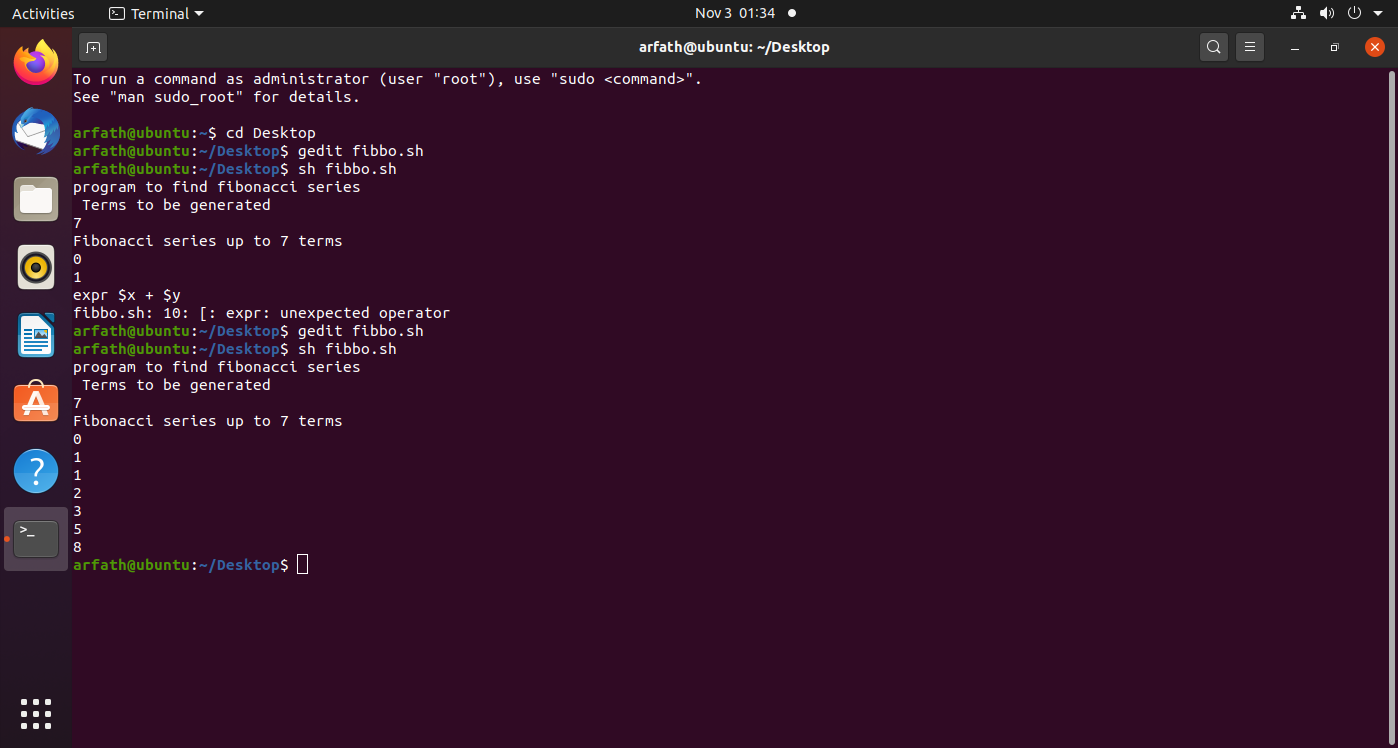 Activities Terminal Nov 3 01:34
arfath@ubuntu: ~/Desktop
To run a command as administrator (user "root"), use "sudo <command>".
See "man sudo_root" for details.
arfath@ubuntu:~$ cd Desktop
arfath@ubuntu:~/Desktop$ gedit fibbo.sh
arfath@ubuntu:~/Desktop$ sh fibbo.sh
program to find fibonacci series
 Terms to be generated
7
Fibonacci series up to 7 terms
0
1
expr $x + $y
fibbo.sh: 10: [: expr: unexpected operator
arfath@ubuntu:~/Desktop$ gedit fibbo.sh
arfath@ubuntu:~/Desktop$ sh fibbo.sh
program to find fibonacci series
 Terms to be generated
7
Fibonacci series up to 7 terms
0
1
1
2
3
5
8
arfath@ubuntu:~/Desktop$